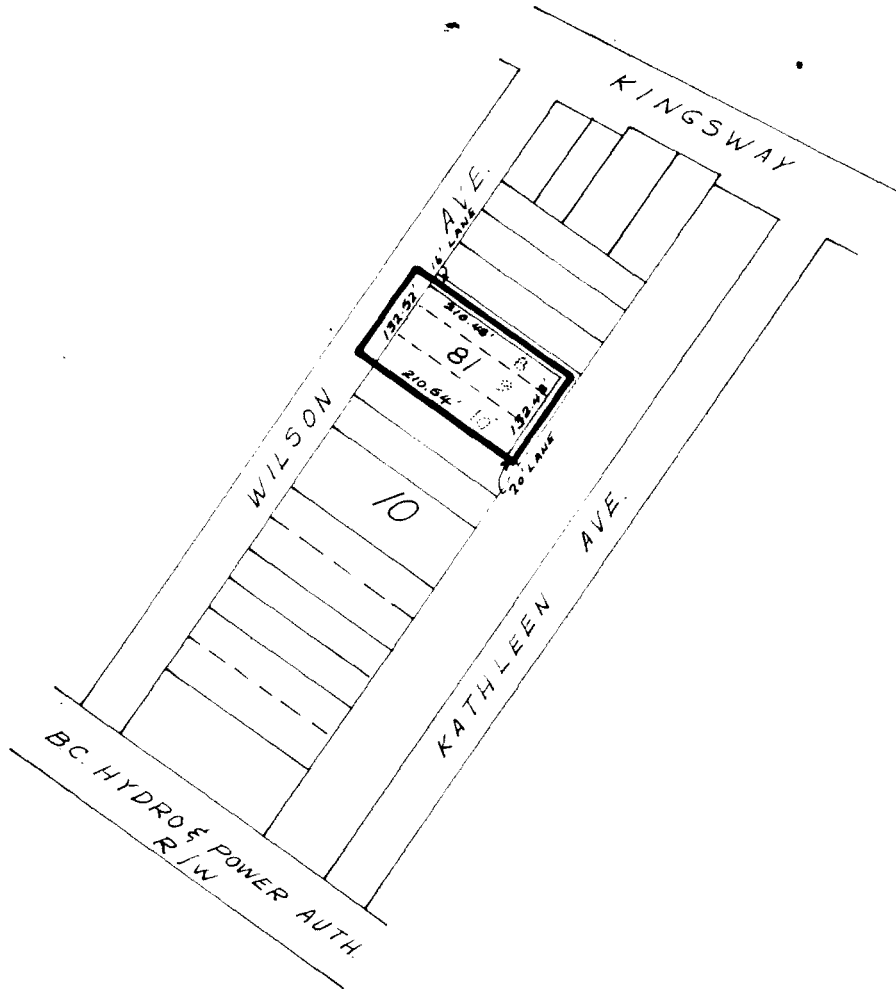 KINGSWAY
WILSON AVE.
16' LANE
132.52'
210.48'
81
210.64'
132.48'
20' LANE
10
KATHLEEN AVE.
B.C. HYDRO & POWER AUTH.
R/W